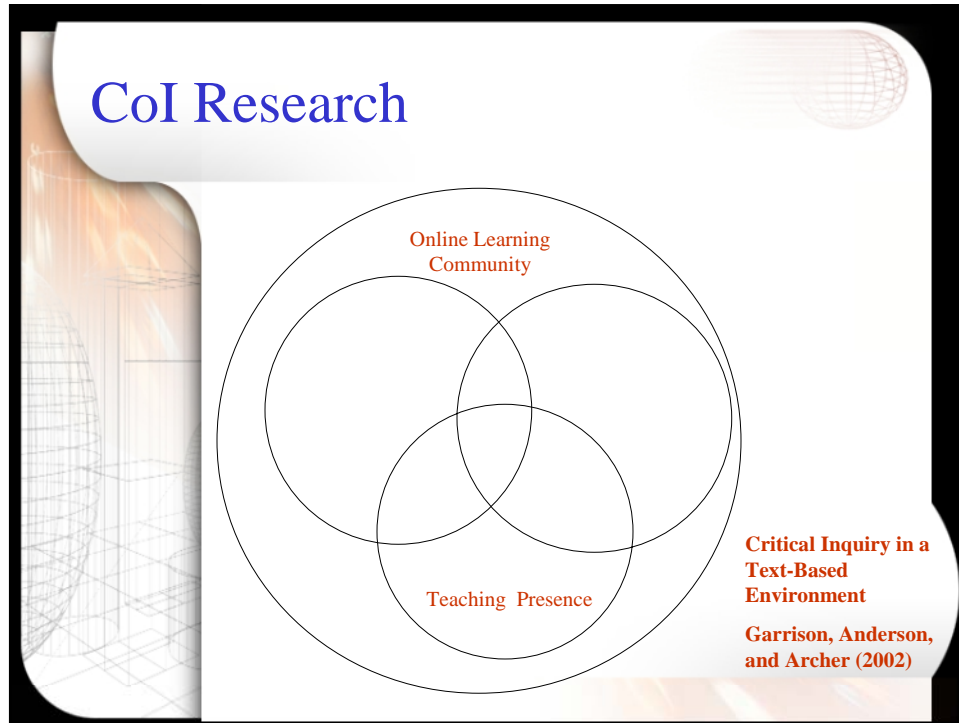 CoI Research
Online Learning
Community
Teaching  Presence
Critical Inquiry in a
Text-Based
Environment
Garrison, Anderson,
and Archer (2002)